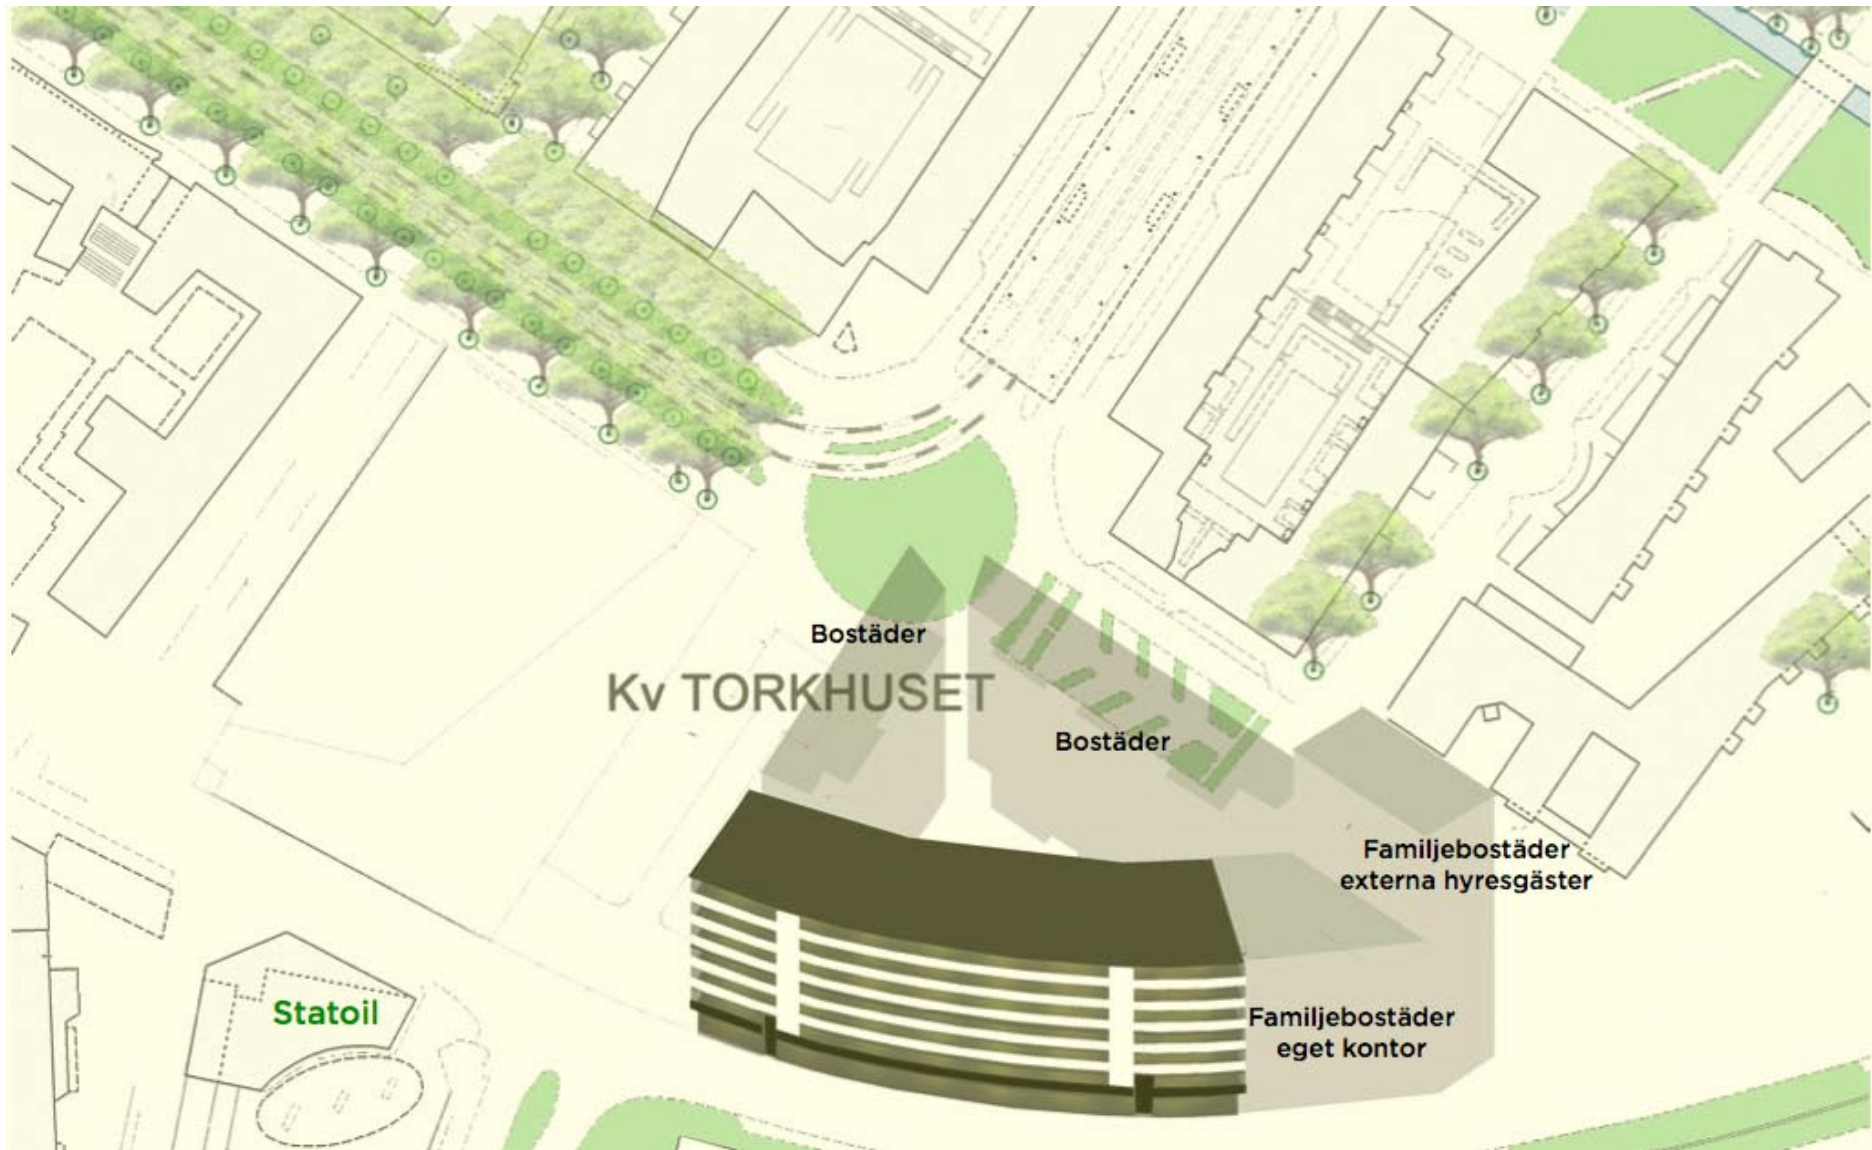 Bostäder
Kv TORKHUSET
Bostäder
Familjebostäder
externa hyresgäster
Statoil
Familjebostäder
eget kontor